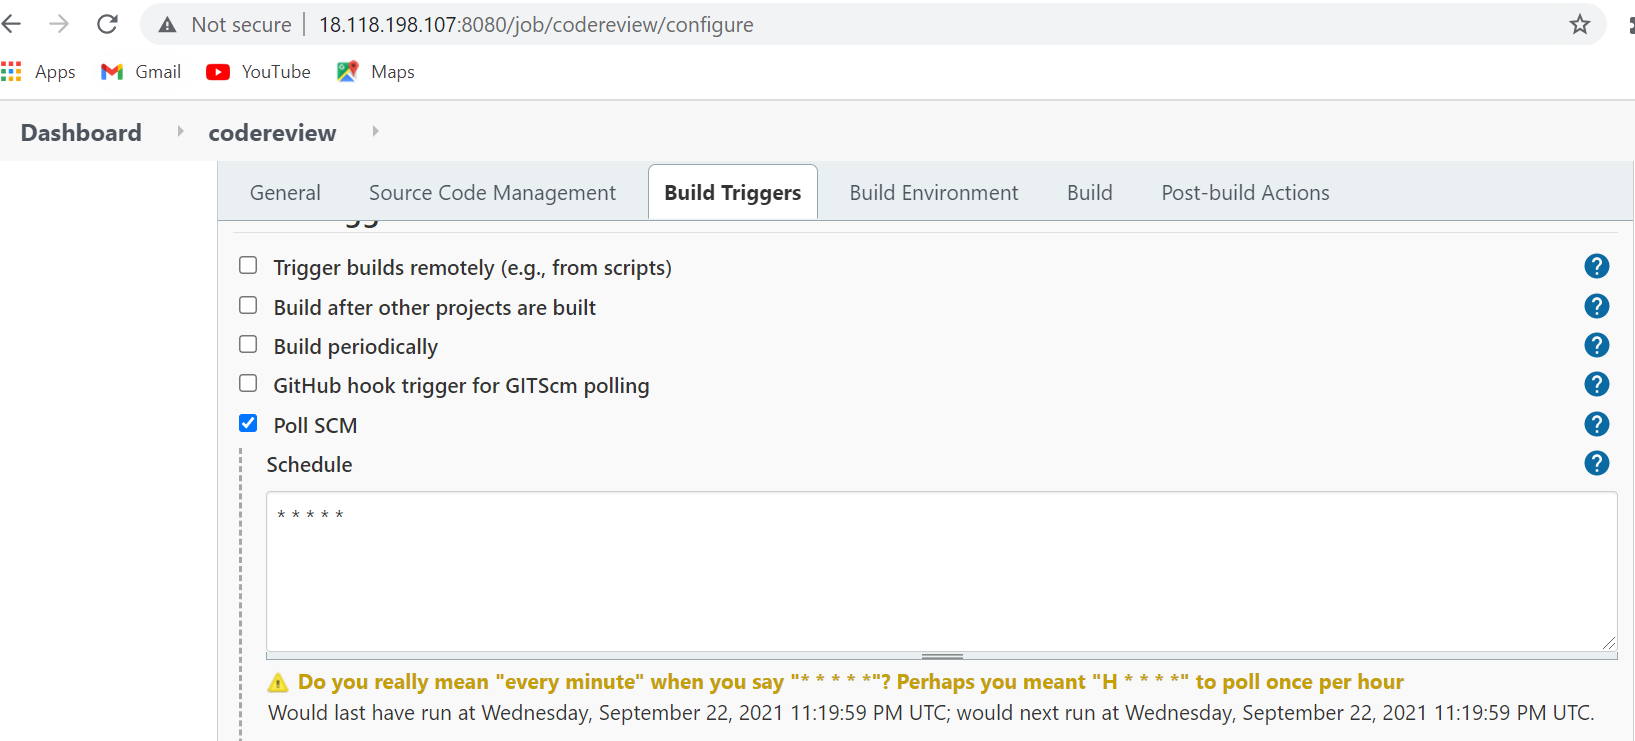 Not secure 18.118.198.107:8080/job/codereview/configure
Apps Gmail YouTube Maps
Dashboard codereview
General Source Code Management Build Triggers Build Environment Build Post-build Actions
Trigger builds remotely (e.g., from scripts) ?
Build after other projects are built ?
Build periodically ?
GitHub hook trigger for GITScm polling ?
Poll SCM ?
Schedule ?
* * * * *
Do you really mean "every minute" when you say "* * * * *"? Perhaps you meant "H * * * *" to poll once per hour
Would last have run at Wednesday, September 22, 2021 11:19:59 PM UTC; would next run at Wednesday, September 22, 2021 11:19:59 PM UTC.